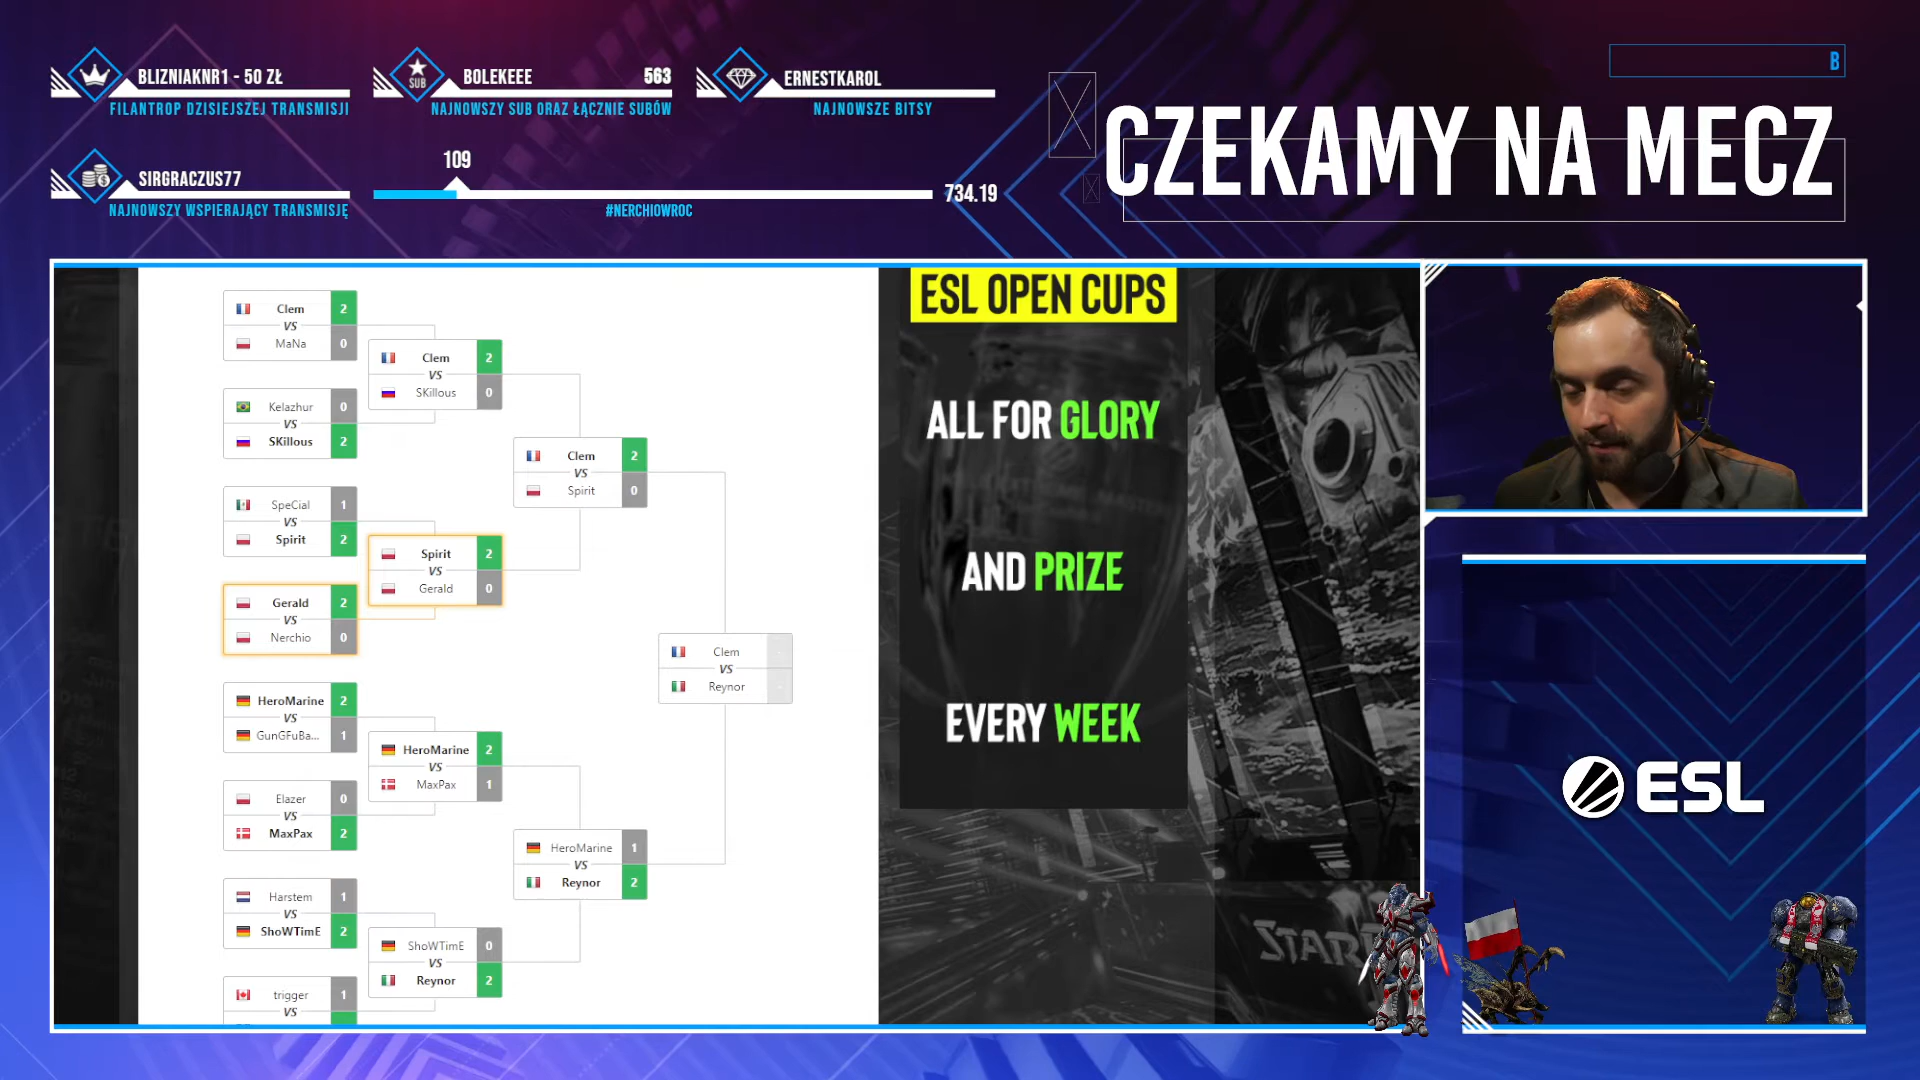 BLIZNIAKNR1 - 50 ZŁ
FILANTROP DZISIEJSZEJ TRANSMISJI
SUB
BOLEKEEE 563
NAJNOWSZY SUB ORAZ ŁĄCZNIE SUBÓW
ERNESTKAROL
NAJNOWSZE BITSY
SIRGRACZUS77
NAJNOWSZY WSPIERAJĄCY TRANSMISJĘ
109
734.19
#NERCHIOWROC
B
CZEKAMY NA MECZ
Clem 2
VS
MaNa 0
Kelazhur 0
VS
SKillous 2
SpeCial 1
VS
Spirit 2
Gerald 2
VS
Nerchio 0
HeroMarine 2
VS
GunGFuBa... 1
Elazer 0
VS
MaxPax 2
Harstem 1
VS
ShoWTimE 2
trigger 1
VS
Clem 2
VS
SKillous 0
Spirit 2
VS
Gerald 0
HeroMarine 2
VS
MaxPax 1
ShoWTimE 0
VS
Reynor 2
Clem 2
VS
Spirit 0
HeroMarine 1
VS
Reynor 2
Clem -
VS
Reynor -
ESL OPEN CUPS
ALL FOR GLORY
AND PRIZE
EVERY WEEK
ESL